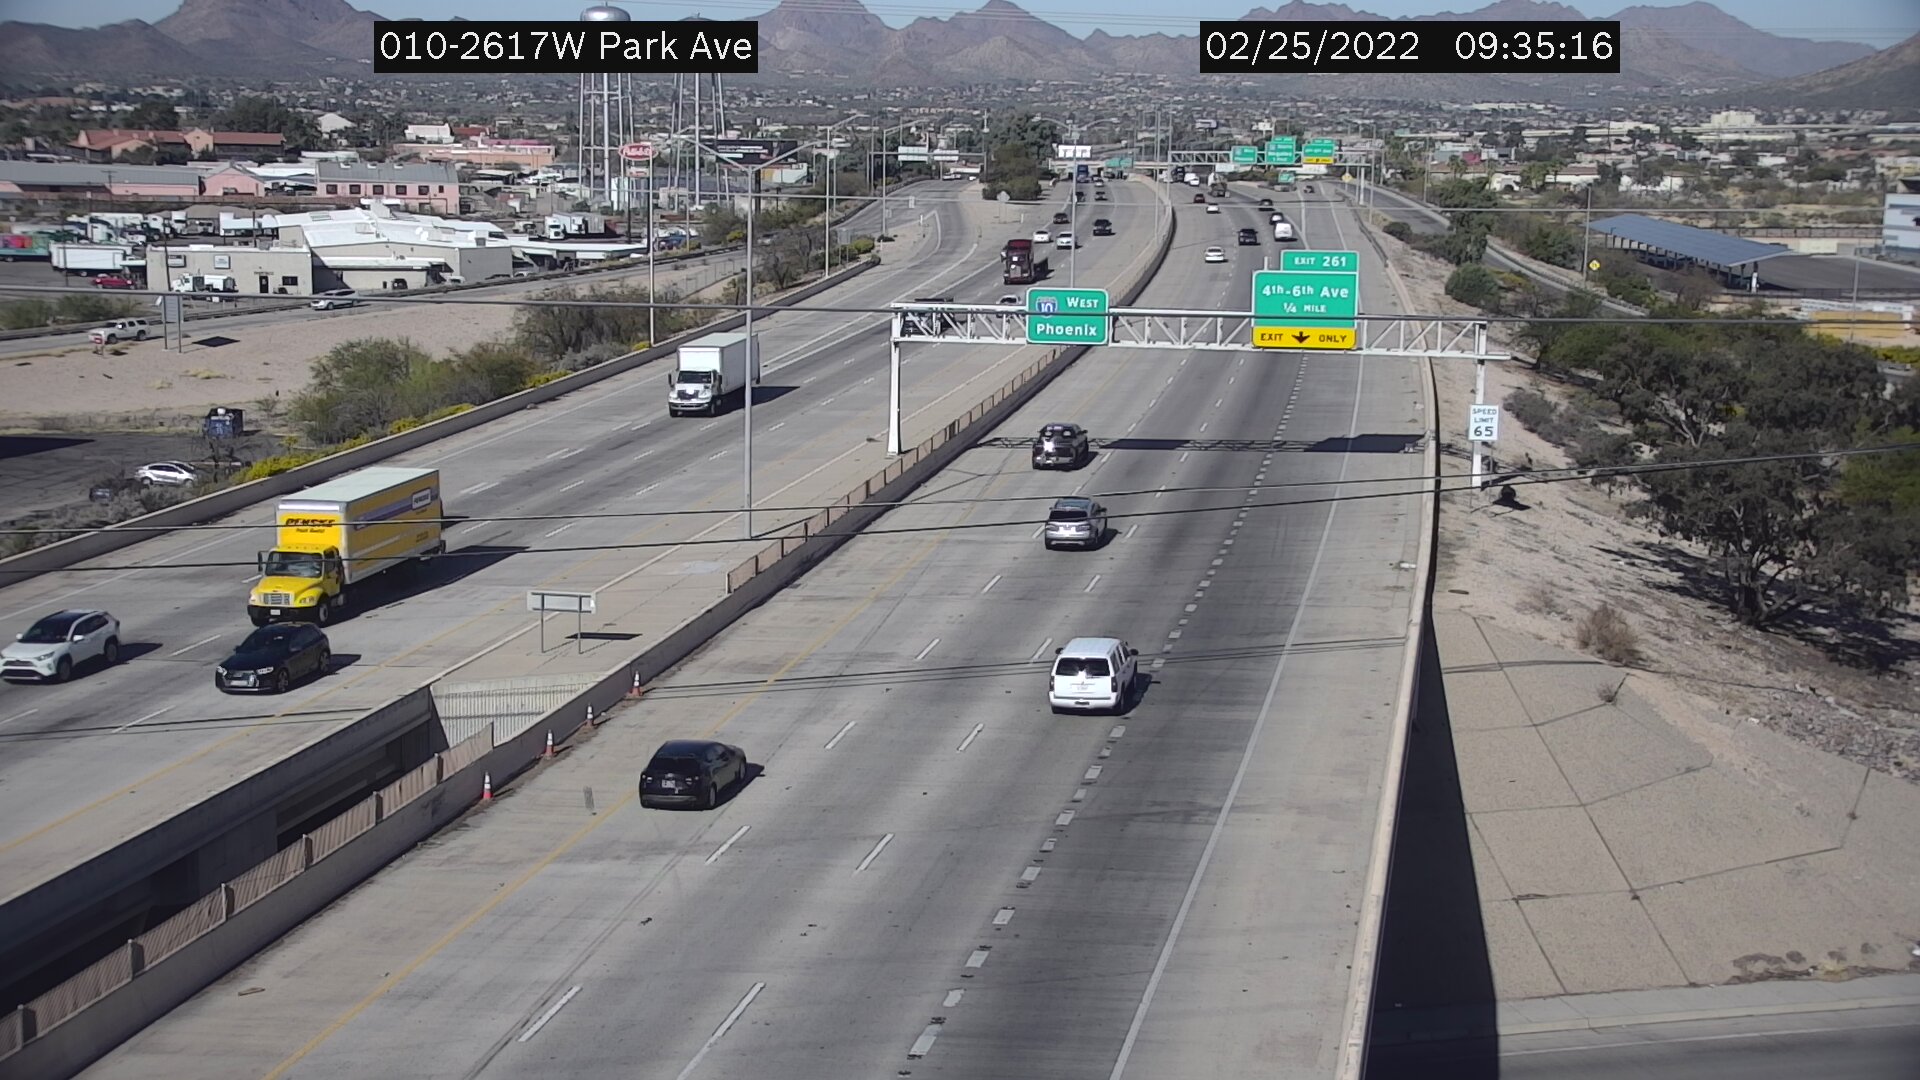 010-2617W Park Ave
02/25/2022 09:35:16
EXIT 261
4th-6th Ave
1/4 MILE
EXIT ONLY
10 WEST
Phoenix
SPEED
LIMIT
65
PENSKE